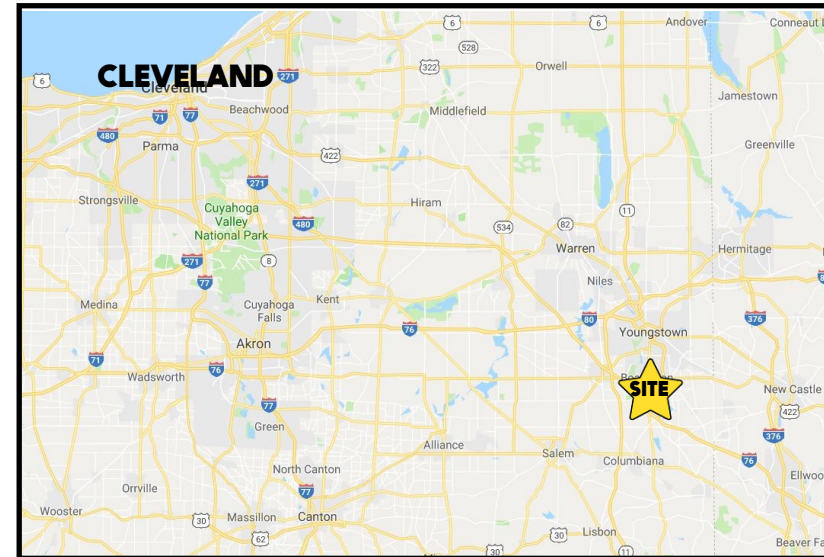 6
6
Andover
Conneaut L
528
322
Orwell
CLEVELAND
271
Cleveland
6
Jamestown
Beachwood
Middlefield
71
77
480
Parma
Greenville
422
271
Strongsville
Hiram
Cuyahoga
Valley
National Park
480
11
534
82
Warren
Hermitage
271
8
77
Niles
Medina
Cuyahoga
Falls
Kent
76
80
376
Youngstown
Akron
71
76
Wadsworth
SITE
New Castle
77
422
Green
376
Alliance
Salem
Columbiana
76
North Canton
Ellwoo
Orrville
77
Wooster
30
Massillon
Canton
62
30
Lisbon
30
11
Beaver Fa